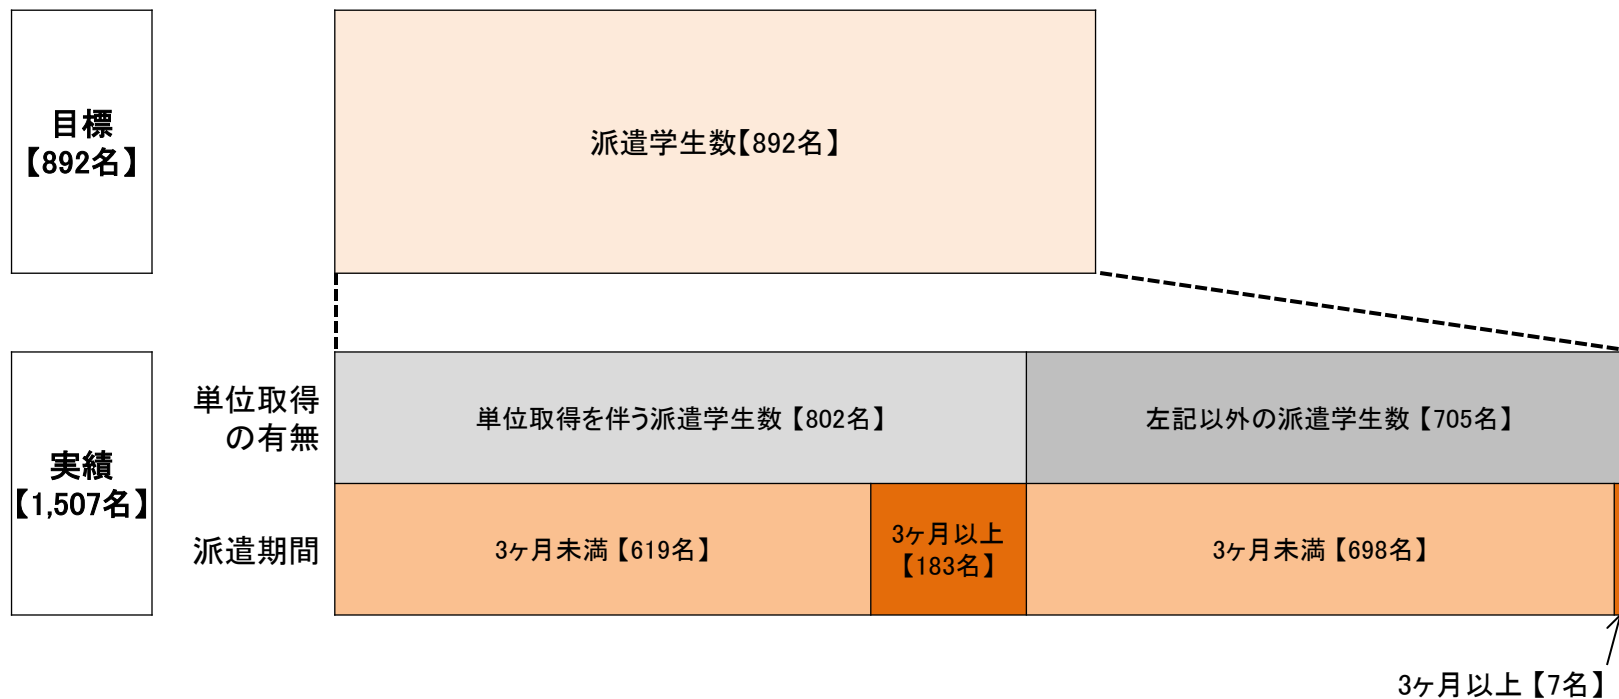 目標
【892名】
派遣学生数【892名】
実績
【1,507名】
単位取得
の有無
単位取得を伴う派遣学生数【802名】
左記以外の派遣学生数【705名】
派遣期間
3ヶ月未満【619名】
3ヶ月以上
【183名】
3ヶ月未満【698名】
3ヶ月以上【7名】